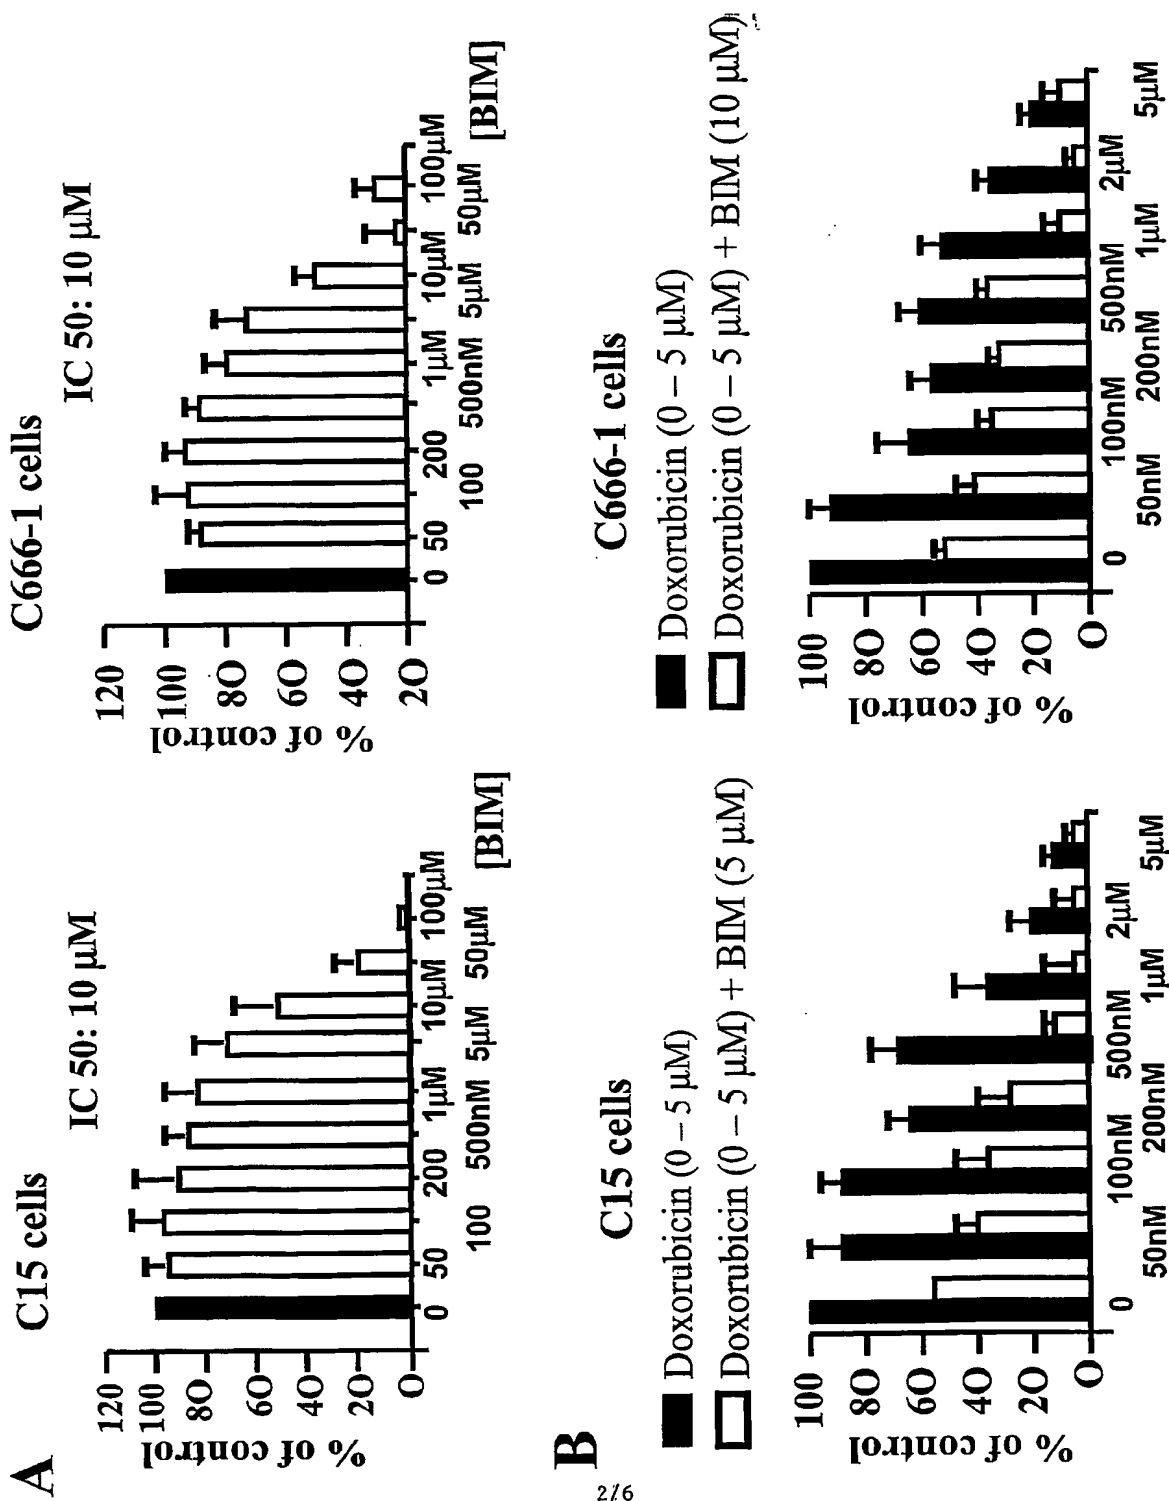 A
C15 cells
IC 50: 10 µM
% of control
120
100
80
60
40
20
0
0
50
100
200
500nM
1µM
5µM
10µM
50µM
100µM
[BIM]
C666-1 cells
IC 50: 10 µM
% of control
120
100
80
60
40
20
0
50
100
200
500nM
1µM
5µM
10µM
50µM
100µM
[BIM]
B
C15 cells
Doxorubicin (0 – 5 µM)
Doxorubicin (0 – 5 µM) + BIM (5 µM)
% of control
100
80
60
40
20
0
0
50nM
100nM
200nM
500nM
1µM
2µM
5µM
C666-1 cells
Doxorubicin (0 – 5 µM)
Doxorubicin (0 – 5 µM) + BIM (10 µM)
% of control
100
80
60
40
20
0
0
50nM
100nM
200nM
500nM
1µM
2µM
5µM
2/6